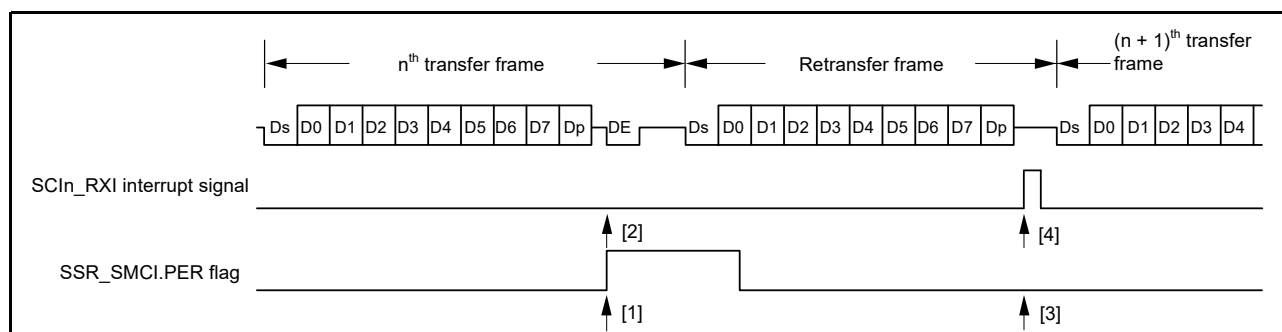 nth transfer frame
Retransfer frame
(n + 1)th transfer
frame
Ds D0 D1 D2 D3 D4 D5 D6 D7 Dp DE Ds D0 D1 D2 D3 D4 D5 D6 D7 Dp Ds D0 D1 D2 D3 D4
SCIn_RXI interrupt signal
[2] [4]
SSR_SMCI.PER flag
[1] [3]